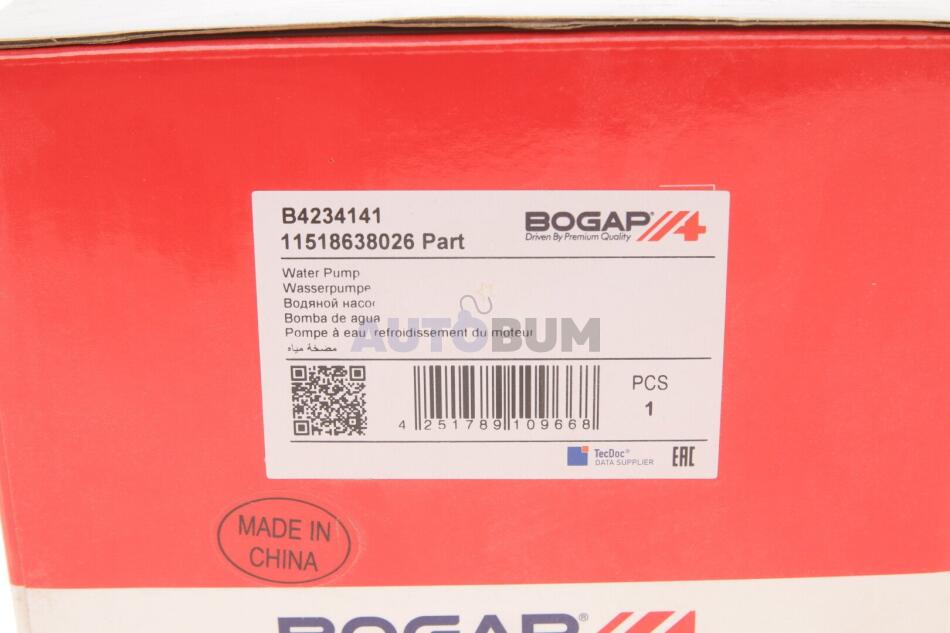 B4234141
11518638026 Part
BOGAP®
Driven By Premium Quality
Water Pump
Wasserpumpe
Водяной насос
Bomba de agua
Pompe à eau, refroidissement du moteur
مضخة مياه
AUTOBUM
4 251789 109668
PCS
1
TecDoc®
DATA SUPPLIER
EAC
MADE IN
CHINA
BOGAP®